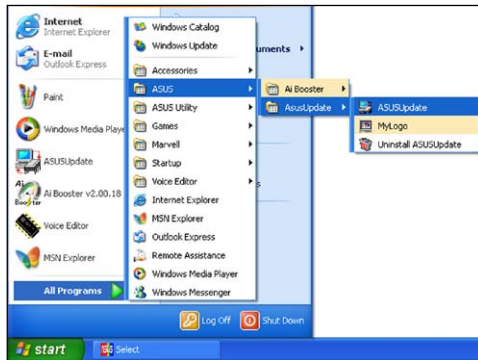 Internet
Internet Explorer
E-mail
Outlook Express
Paint
Windows Media Playe
ASUSUpdate
Ai Booster v2.00.18
Voice Editor
MSN Explorer
All Programs
Windows Catalog
Windows Update
Accessories
ASUS
ASUS Utility
Games
Marvell
Startup
Voice Editor
Internet Explorer
MSN Explorer
Outlook Express
Remote Assistance
Windows Media Player
Windows Messenger
uments
s
Ai Booster
AsusUpdate
ASUSUpdate
MyLogo
Uninstall ASUSUpdate
Log Off
Shut Down
start
Select